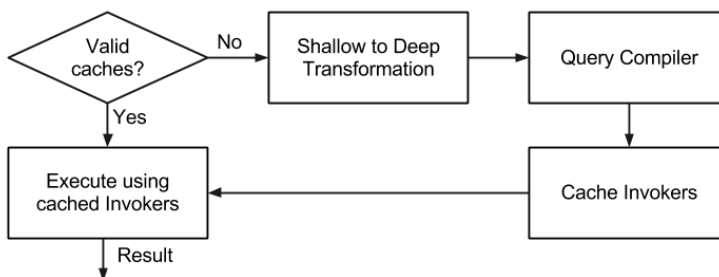 Valid
caches?
No
Shallow to Deep
Transformation
Query Compiler
Yes
Execute using
cached Invokers
Cache Invokers
Result